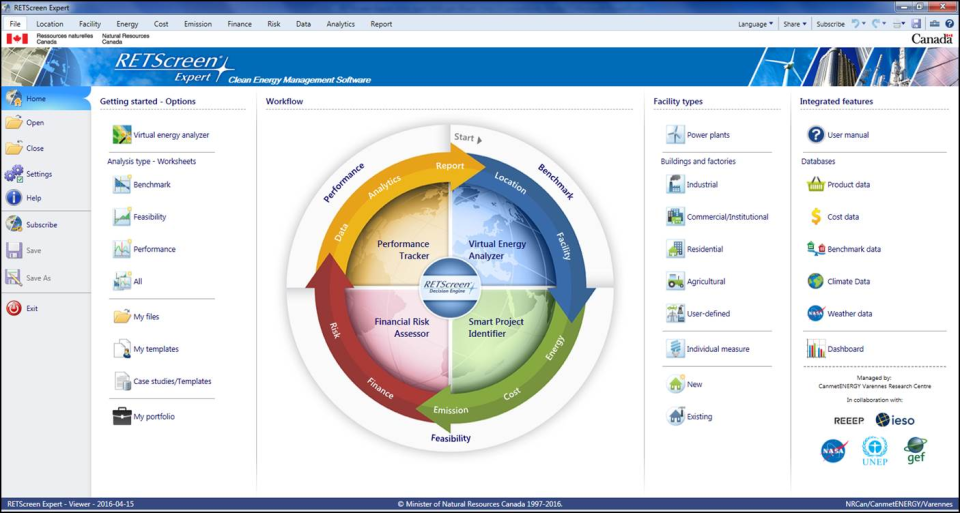 RETScreen Expert
File Location Facility Energy Cost Emission Finance Risk Data Analytics Report Language Share Subscribe
Ressources naturelles
Canada
Natural Resources
Canada
Canada
RETScreen
Expert
Clean Energy Management Software
Home
Open
Close
Settings
Help
Subscribe
Save
Save As
Exit
Getting started - Options
Virtual energy analyzer
Analysis type - Worksheets
Benchmark
Feasibility
Performance
All
My files
My templates
Case studies/Templates
My portfolio
Workflow
Start
Performance
Benchmark
Feasibility
Location
Facility
Energy
Cost
Emission
Finance
Risk
Data
Analytics
Report
Performance
Tracker
Virtual Energy
Analyzer
RETScreen
Decision Engine
Financial Risk
Assessor
Smart Project
Identifier
Facility types
Power plants
Buildings and factories
Industrial
Commercial/Institutional
Residential
Agricultural
User-defined
Individual measure
New
Existing
Integrated features
User manual
Databases
Product data
Cost data
Benchmark data
Climate Data
Weather data
Dashboard
Managed by:
CanmetENERGY Varennes Research Centre
In collaboration with:
REEEP
ieso
NASA
UNEP
gef
RETScreen Expert - Viewer - 2016-04-15
© Minister of Natural Resources Canada 1997-2016.
NRCan/CanmetENERGY/Varennes